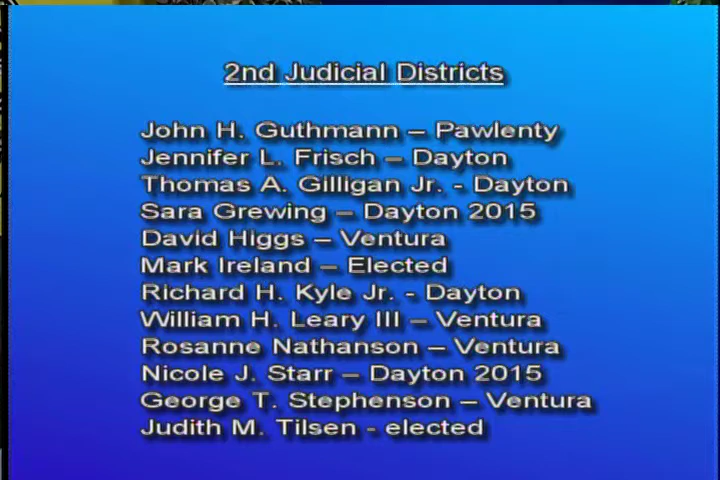 2nd Judicial Districts
John H. Guthmann – Pawlenty
Jennifer L. Frisch – Dayton
Thomas A. Gilligan Jr. - Dayton
Sara Grewing – Dayton 2015
David Higgs – Ventura
Mark Ireland – Elected
Richard H. Kyle Jr. - Dayton
William H. Leary III – Ventura
Rosanne Nathanson – Ventura
Nicole J. Starr – Dayton 2015
George T. Stephenson – Ventura
Judith M. Tilsen - elected